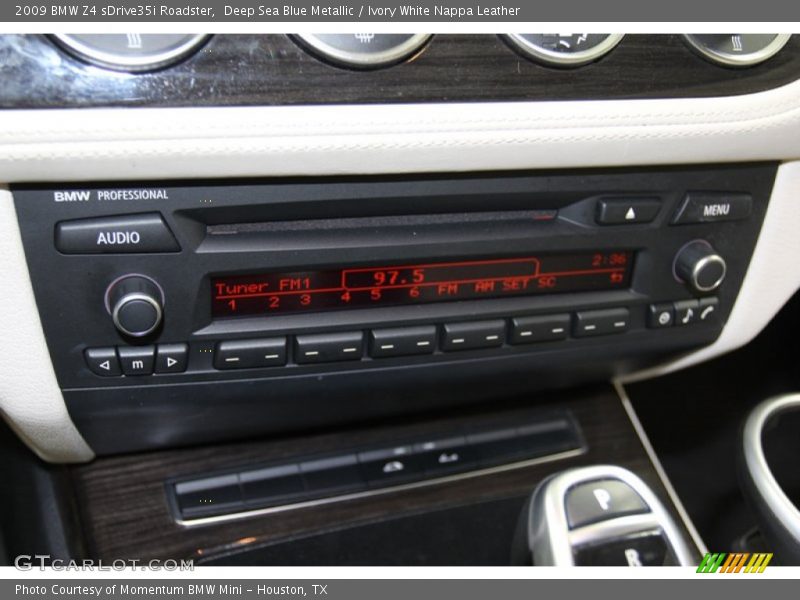 2009 BMW Z4 sDrive35i Roadster, Deep Sea Blue Metallic / Ivory White Nappa Leather
BMW PROFESSIONAL
AUDIO
MENU
Tuner FM1 97.5 2:36
1 2 3 4 5 6 FM AM SET SC
m
P
R
GTCARLOT.COM
Photo Courtesy of Momentum BMW Mini - Houston, TX